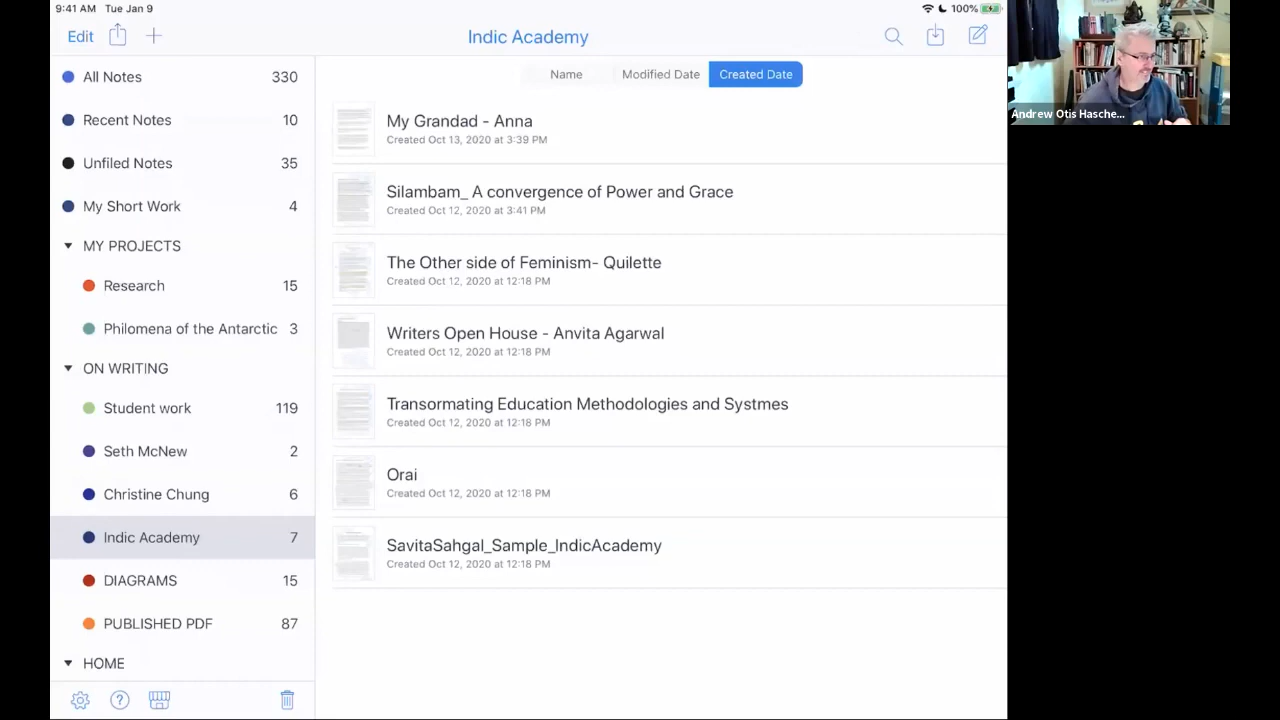 9:41 AM Tue Jan 9
100%
Edit
Indic Academy
All Notes 330
Recent Notes 10
Unfiled Notes 35
My Short Work 4
MY PROJECTS
Research 15
Philomena of the Antarctic 3
ON WRITING
Student work 119
Seth McNew 2
Christine Chung 6
Indic Academy 7
DIAGRAMS 15
PUBLISHED PDF 87
HOME
Name Modified Date Created Date
My Grandad - Anna
Created Oct 13, 2020 at 3:39 PM
Silambam_ A convergence of Power and Grace
Created Oct 12, 2020 at 3:41 PM
The Other side of Feminism- Quilette
Created Oct 12, 2020 at 12:18 PM
Writers Open House - Anvita Agarwal
Created Oct 12, 2020 at 12:18 PM
Transormating Education Methodologies and Systmes
Created Oct 12, 2020 at 12:18 PM
Orai
Created Oct 12, 2020 at 12:18 PM
SavitaSahgal_Sample_IndicAcademy
Created Oct 12, 2020 at 12:18 PM
Andrew Otis Hasche...